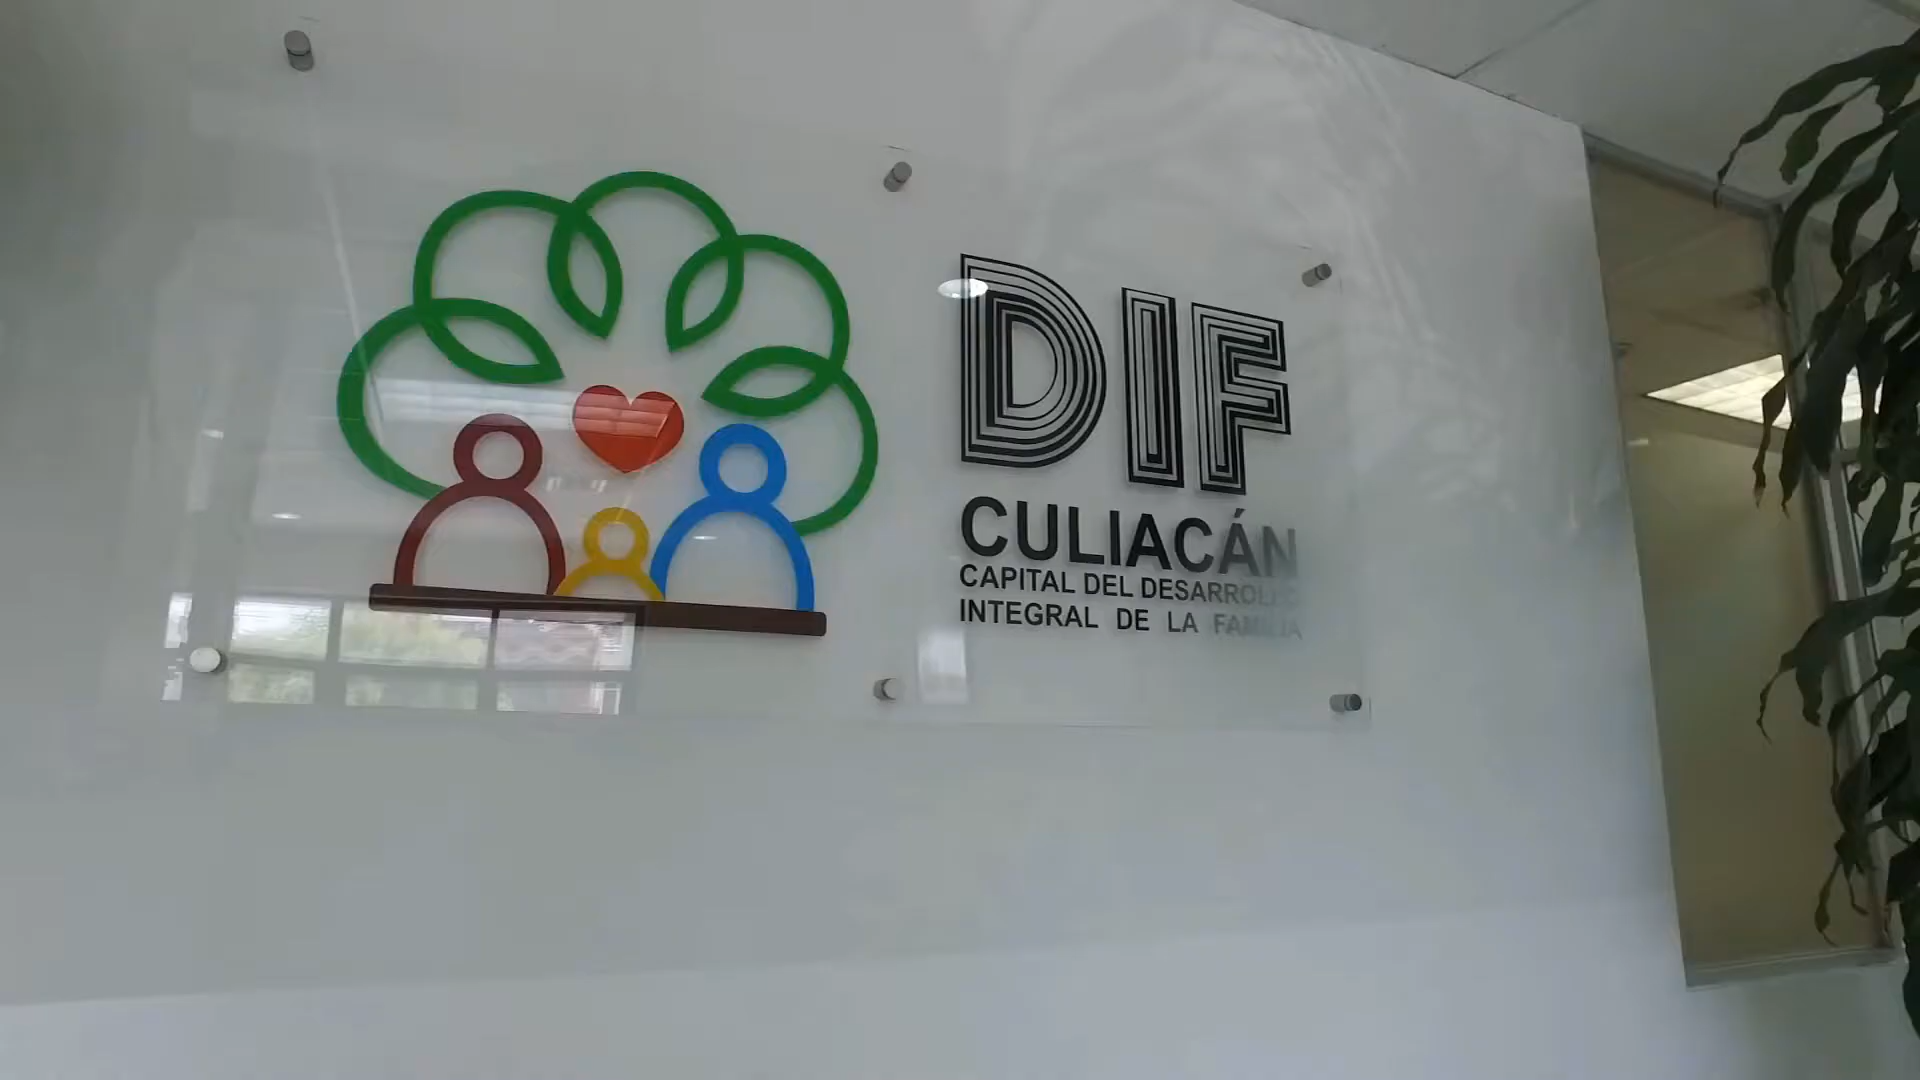 DIF
CULIACÁN
CAPITAL DEL DESARROLLO
INTEGRAL DE LA FAMILIA